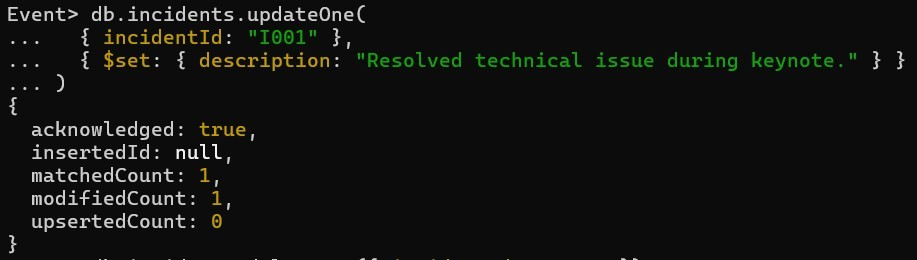 Event> db.incidents.updateOne(
...   { incidentId: "I001" },
...   { $set: { description: "Resolved technical issue during keynote." } }
... )
{
  acknowledged: true,
  insertedId: null,
  matchedCount: 1,
  modifiedCount: 1,
  upsertedCount: 0
}